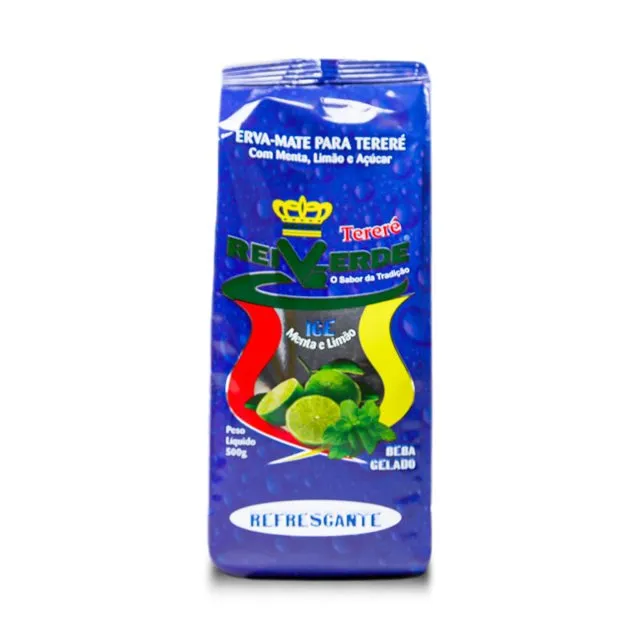 ERVA-MATE PARA TERERÉ
Com Menta, Limão e Açúcar
Tereré
REI VERDE®
O Sabor da Tradição
ICE
Menta e Limão
Peso
Líquido
500g
BEBA
GELADO
REFRESCANTE